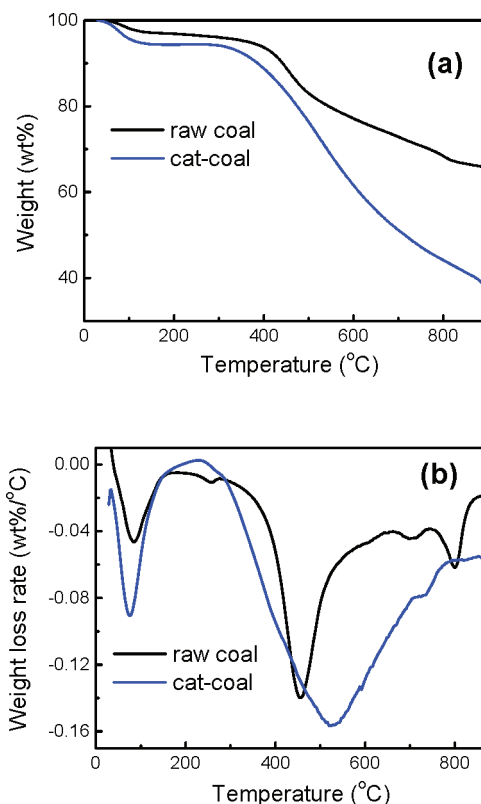 100
80
60
40
Weight (wt%)
(a)
raw coal
cat-coal
0 200 400 600 800
Temperature (°C)
0.00
-0.04
-0.08
-0.12
-0.16
Weight loss rate (wt%/°C)
(b)
raw coal
cat-coal
0 200 400 600 800
Temperature (°C)